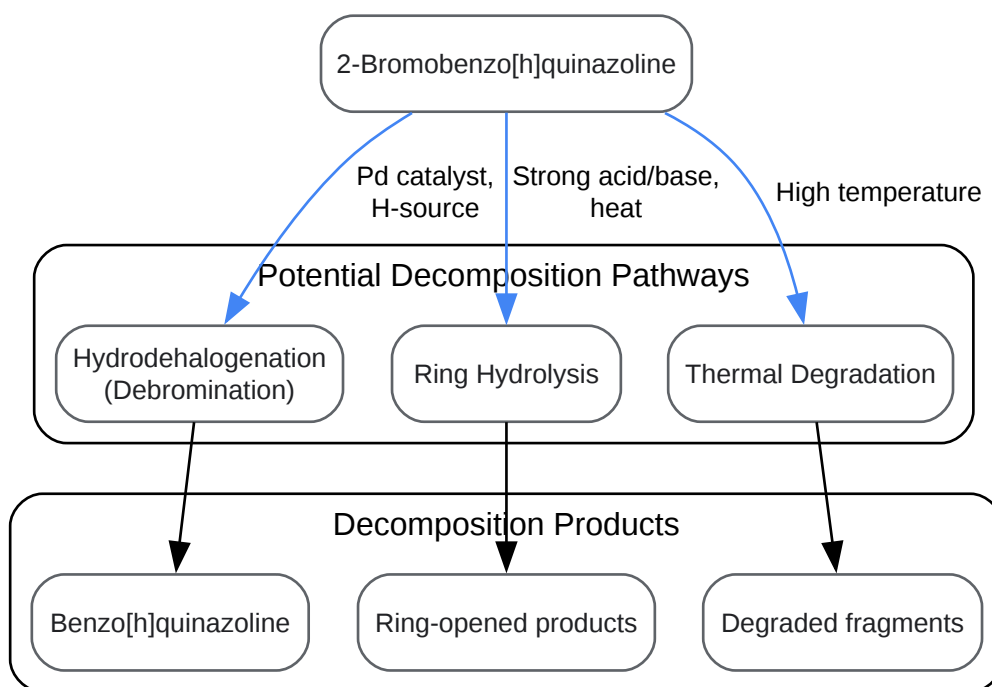 2-Bromobenzo[h]quinazoline
Pd catalyst,
H-source
Strong acid/base,
heat
High temperature
Potential Decomposition Pathways
Hydrodehalogenation
(Debromination)
Ring Hydrolysis
Thermal Degradation
Decomposition Products
Benzo[h]quinazoline
Ring-opened products
Degraded fragments